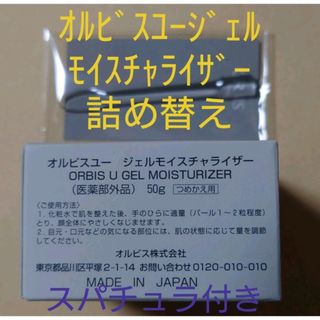 ｵﾙﾋﾞｽユージェル
ﾓｲｽﾁｬﾗｲｻﾞｰ
詰め替え
オルビスユー ジェルモイスチャライザー
ORBIS U GEL MOISTURIZER
（医薬部外品） 50g つめかえ用
＜ご使用方法＞
1. 化粧水で肌を整えた後、手のひらに適量（パール1～2粒程度）
とり、顔全体にやさしくなじませます。
2. 目元・口元などの気になる部位には、肌の状態に応じて量を調節
してください。
オルビス株式会社
東京都品川区平塚2-1-14 お問い合わせ0120-010-010
MADE IN JAPAN
スパチュラ付き